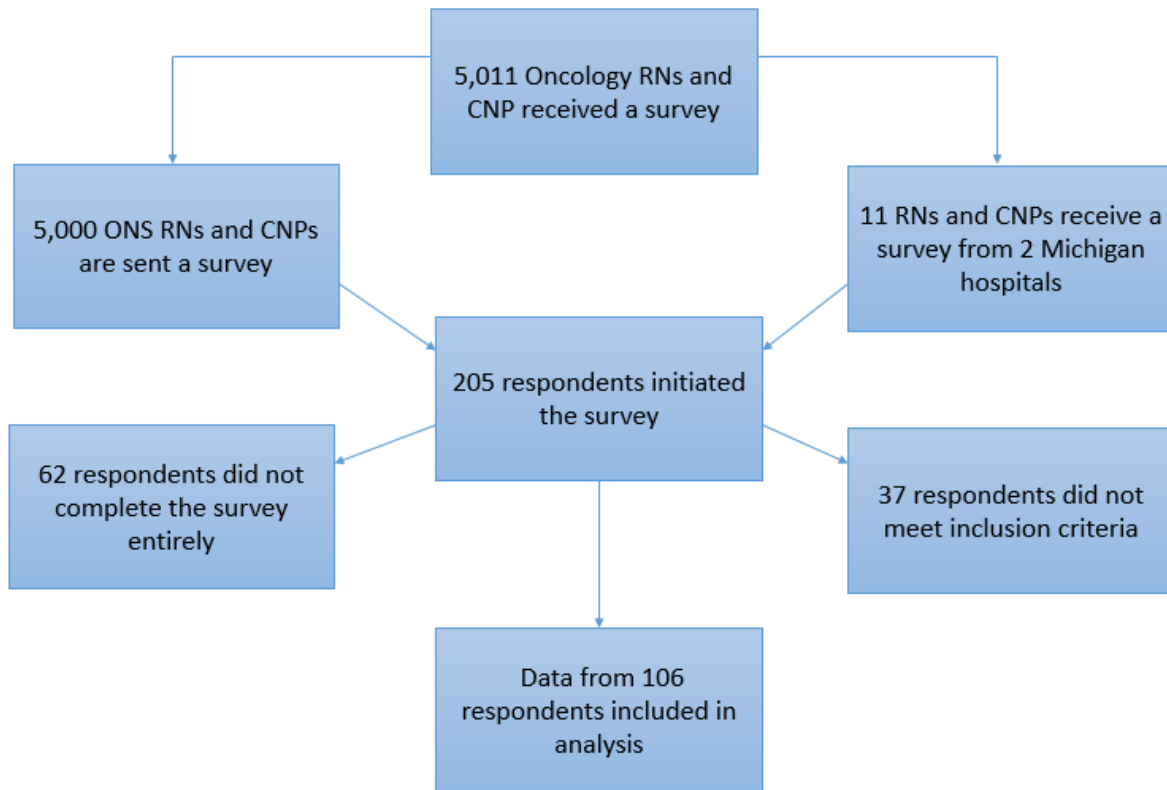 5,011 Oncology RNs and
CNP received a survey
5,000 ONS RNs and CNPs
are sent a survey
11 RNs and CNPs receive a
survey from 2 Michigan
hospitals
205 respondents initiated
the survey
62 respondents did not
complete the survey
entirely
37 respondents did not
meet inclusion criteria
Data from 106
respondents included in
analysis